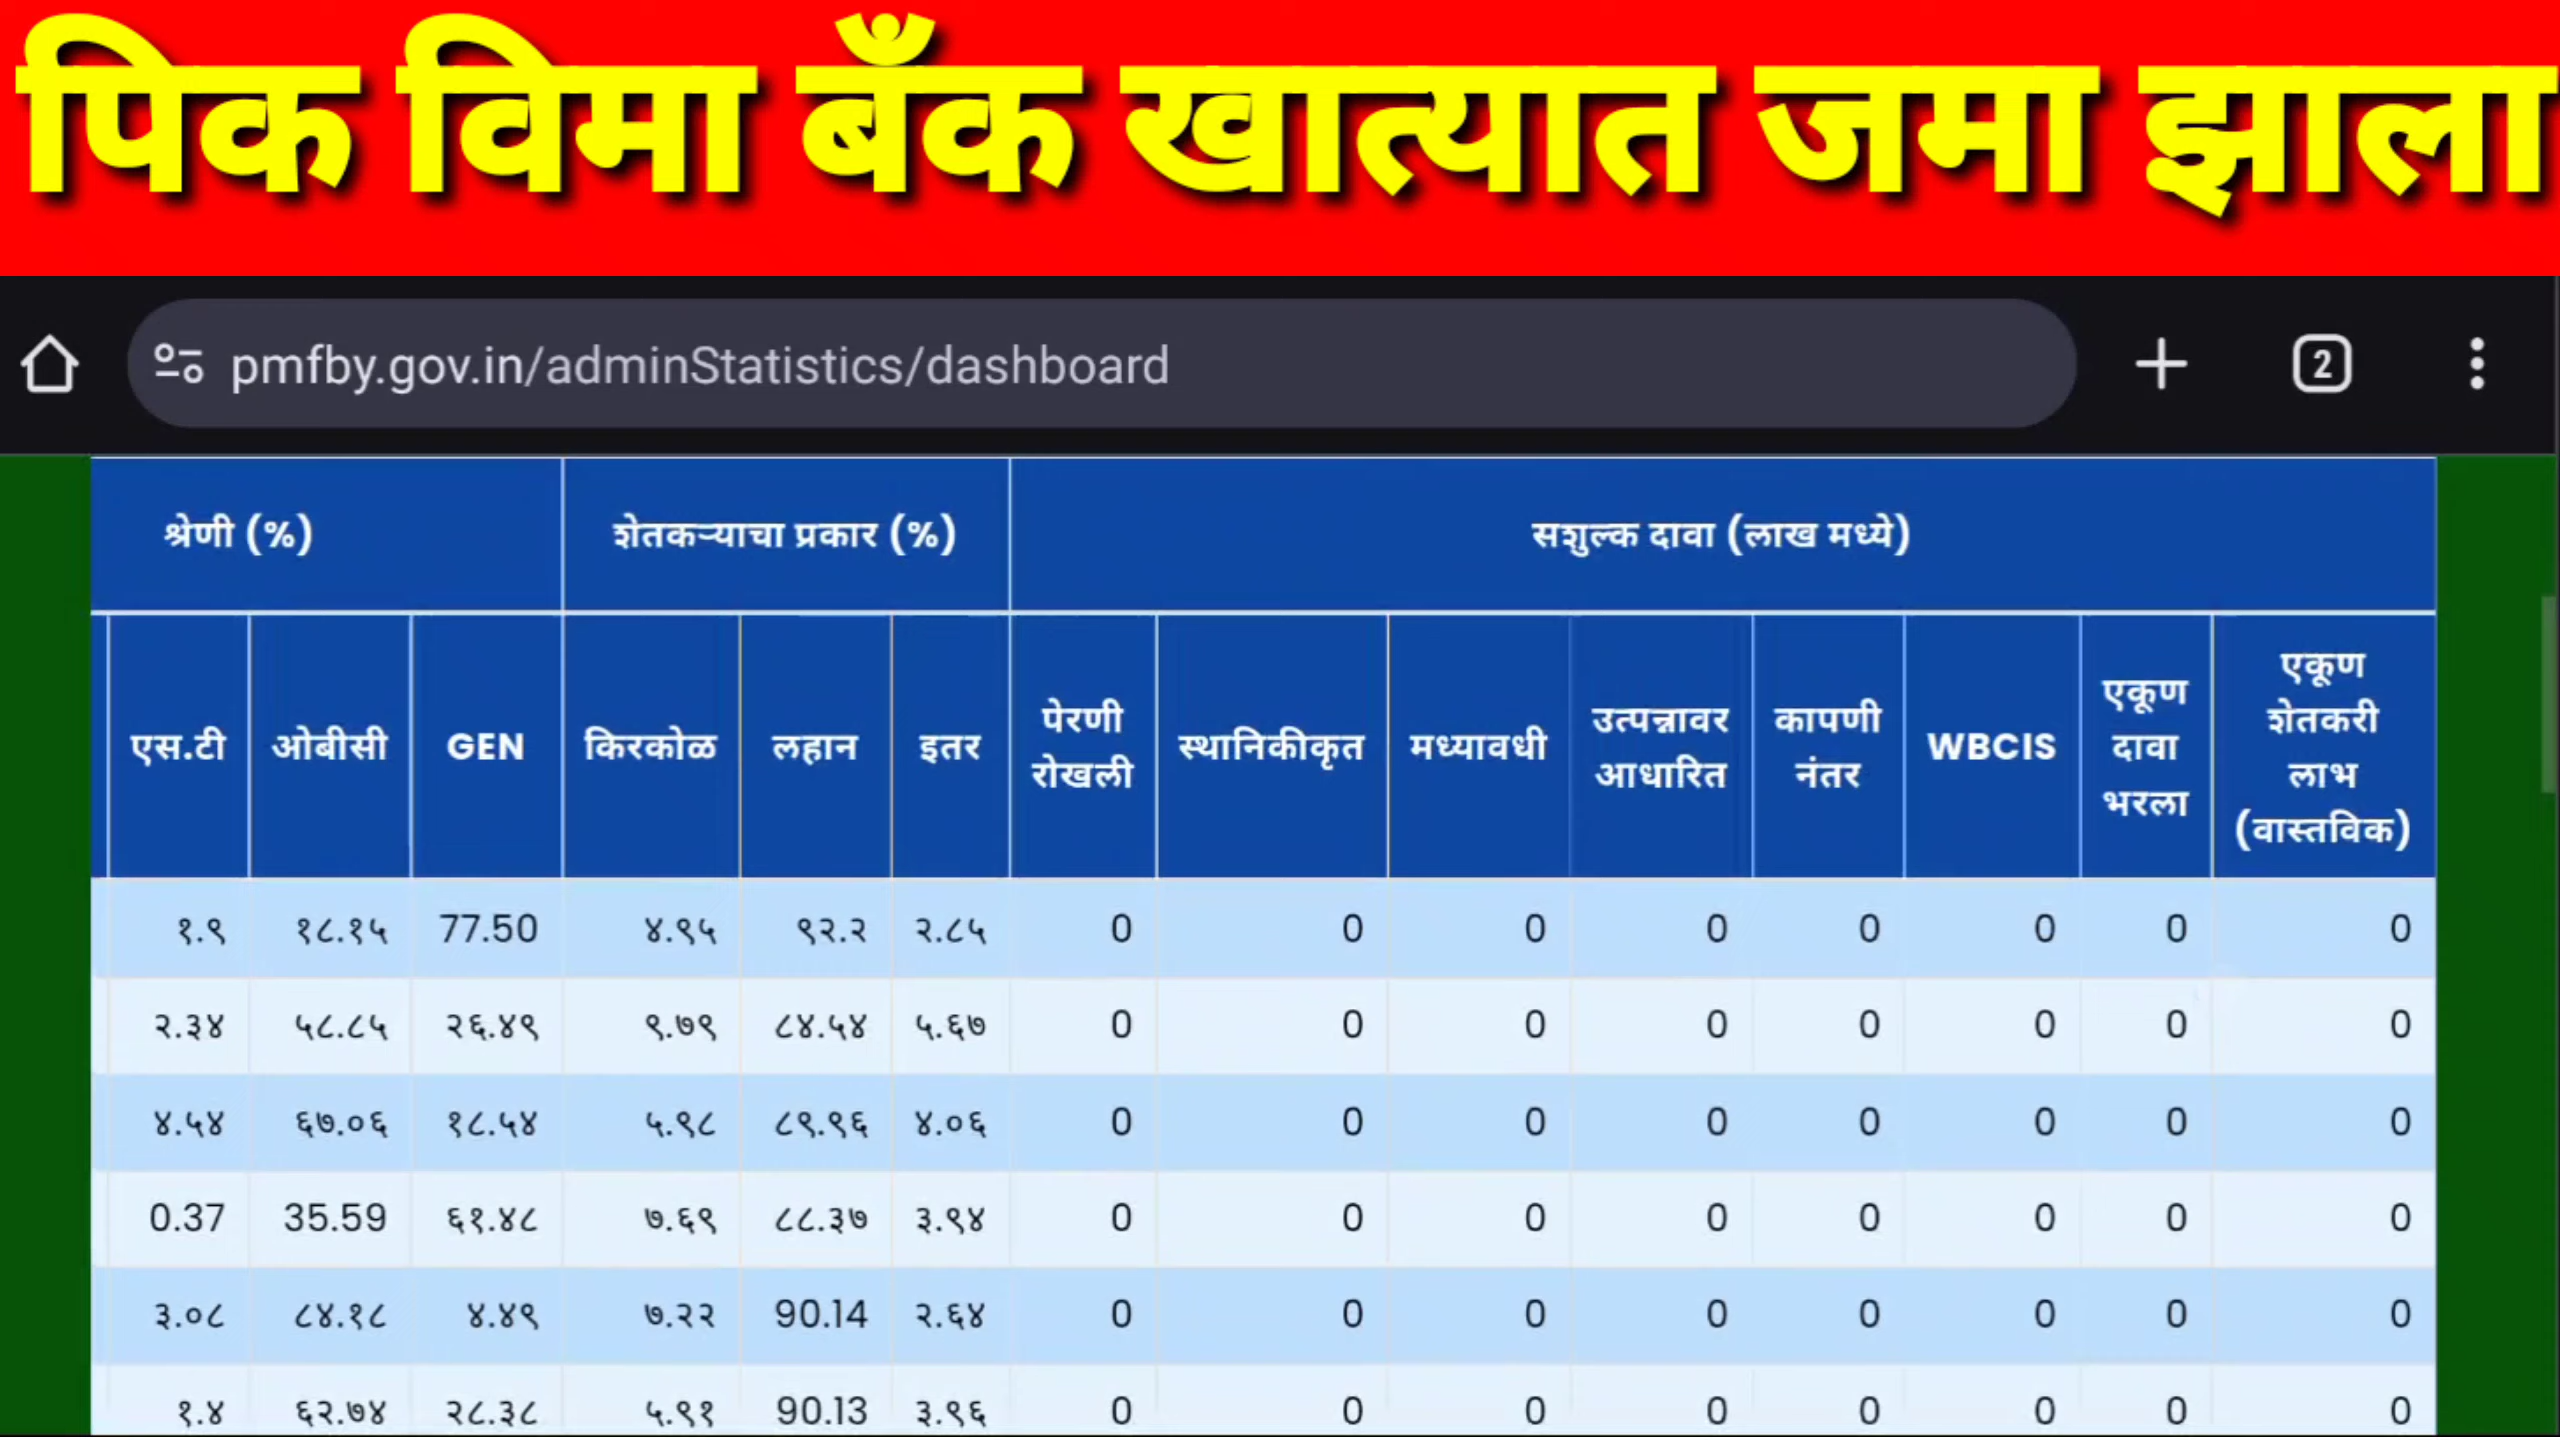 पिक विमा बँक खात्यात जमा झाला
pmfby.gov.in/adminStatistics/dashboard
2
श्रेणी (%) शेतकऱ्याचा प्रकार (%) सशुल्क दावा (लाख मध्ये)
एस.टी ओबीसी GEN किरकोळ लहान इतर पेरणी रोखली स्थानिकीकृत मध्यावधी उत्पन्नावर आधारित कापणी नंतर WBCIS एकूण दावा भरला एकूण शेतकरी लाभ (वास्तविक)
१.९ १८.१५ 77.50 ४.९५ ९२.२ २.८५ 0 0 0 0 0 0 0 0
२.३४ ५८.८५ २६.४९ ९.७९ ८४.५४ ५.६७ 0 0 0 0 0 0 0 0
४.५४ ६७.०६ १८.५४ ५.९८ ८९.९६ ४.०६ 0 0 0 0 0 0 0 0
0.37 35.59 ६१.४८ ७.६९ ८८.३७ ३.९४ 0 0 0 0 0 0 0 0
३.०८ ८४.१८ ४.४९ ७.२२ 90.14 २.६४ 0 0 0 0 0 0 0 0
१.४ ६२.७४ २८.३८ ५.९१ 90.13 ३.९६ 0 0 0 0 0 0 0 0